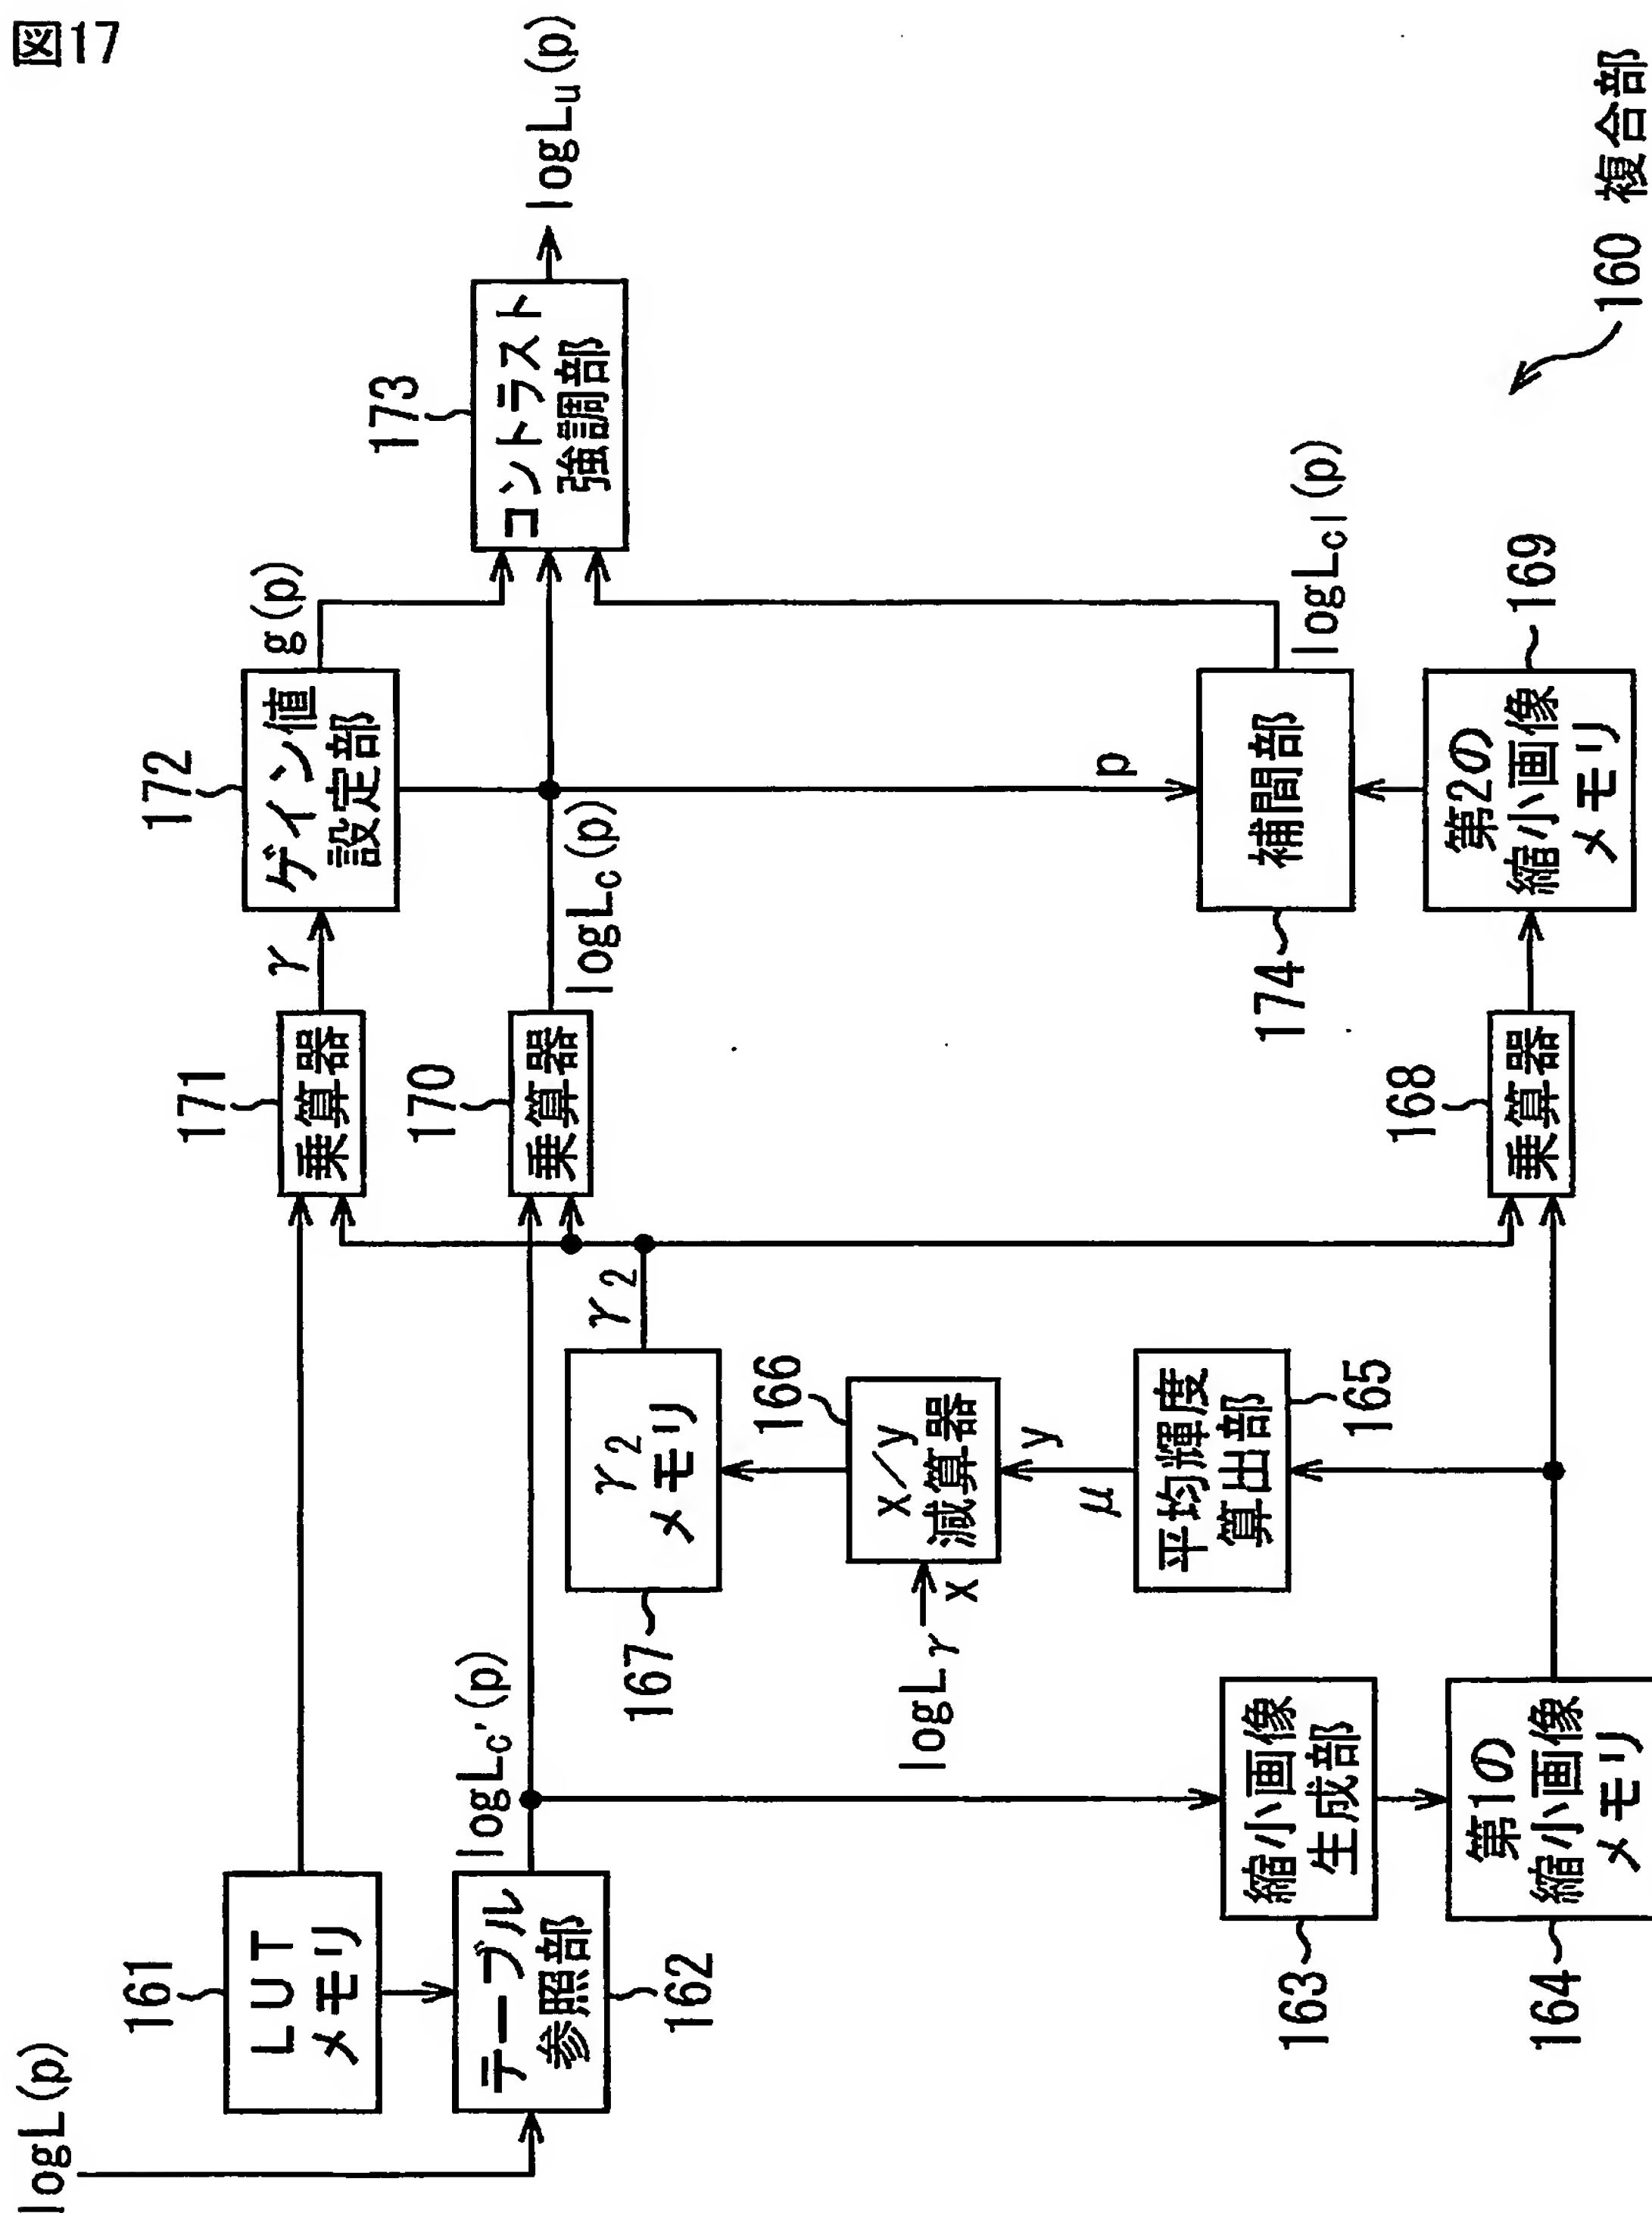 図17
logL(p)
161
LUT
メモリ
テーブル
参照部
162
logLc'(p)
163
縮小画像
生成部
164
第1の
縮小画像
メモリ
平均輝度
算出部
165
μ
y
logLγ
x
166
x/y
減算器
167
γ2
メモリ
γ2
171
乗算器
170
乗算器
168
乗算器
γ
172
ゲイン値
設定部
g(p)
logLc(p)
p
174
補間部
logLcl(p)
第2の
縮小画像
メモリ
169
173
コントラスト
強調部
logLu(p)
160 複合部